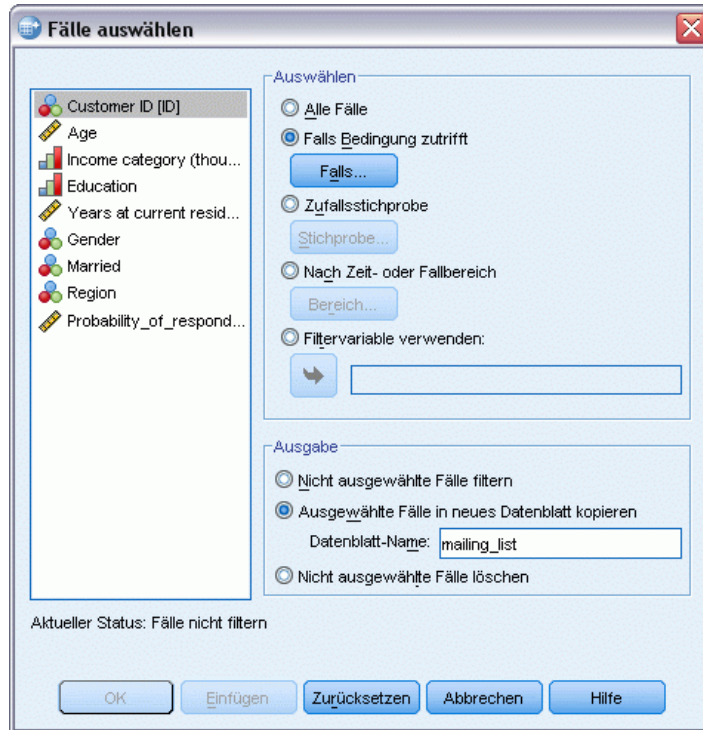 Fälle auswählen
Customer ID [ID]
Age
Income category (thou...
Education
Years at current resid...
Gender
Married
Region
Probability_of_respond...
Auswählen
Alle Fälle
Falls Bedingung zutrifft
Falls...
Zufallsstichprobe
Stichprobe...
Nach Zeit- oder Fallbereich
Bereich...
Filtervariable verwenden:
Ausgabe
Nicht ausgewählte Fälle filtern
Ausgewählte Fälle in neues Datenblatt kopieren
Datenblatt-Name: mailing_list
Nicht ausgewählte Fälle löschen
Aktueller Status: Fälle nicht filtern
OK Einfügen Zurücksetzen Abbrechen Hilfe